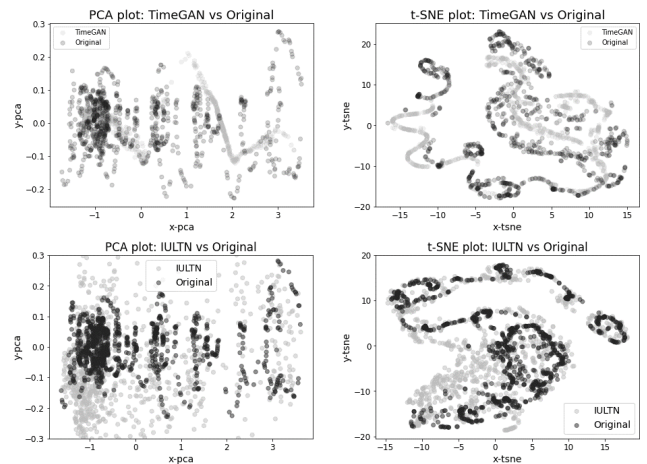 PCA plot: TimeGAN vs Original
0.3
0.2
0.1
0.0
−0.1
−0.2
y-pca
TimeGAN
Original
−1 0 1 2 3
x-pca
t-SNE plot: TimeGAN vs Original
20
10
0
−10
−20
y-tsne
TimeGAN
Original
−15 −10 −5 0 5 10 15
x-tsne
PCA plot: IULTN vs Original
0.3
0.2
0.1
0.0
−0.1
−0.2
−0.3
y-pca
IULTN
Original
−1 0 1 2 3
x-pca
t-SNE plot: IULTN vs Original
20
10
0
−10
−20
y-tsne
IULTN
Original
−15 −10 −5 0 5 10 15
x-tsne